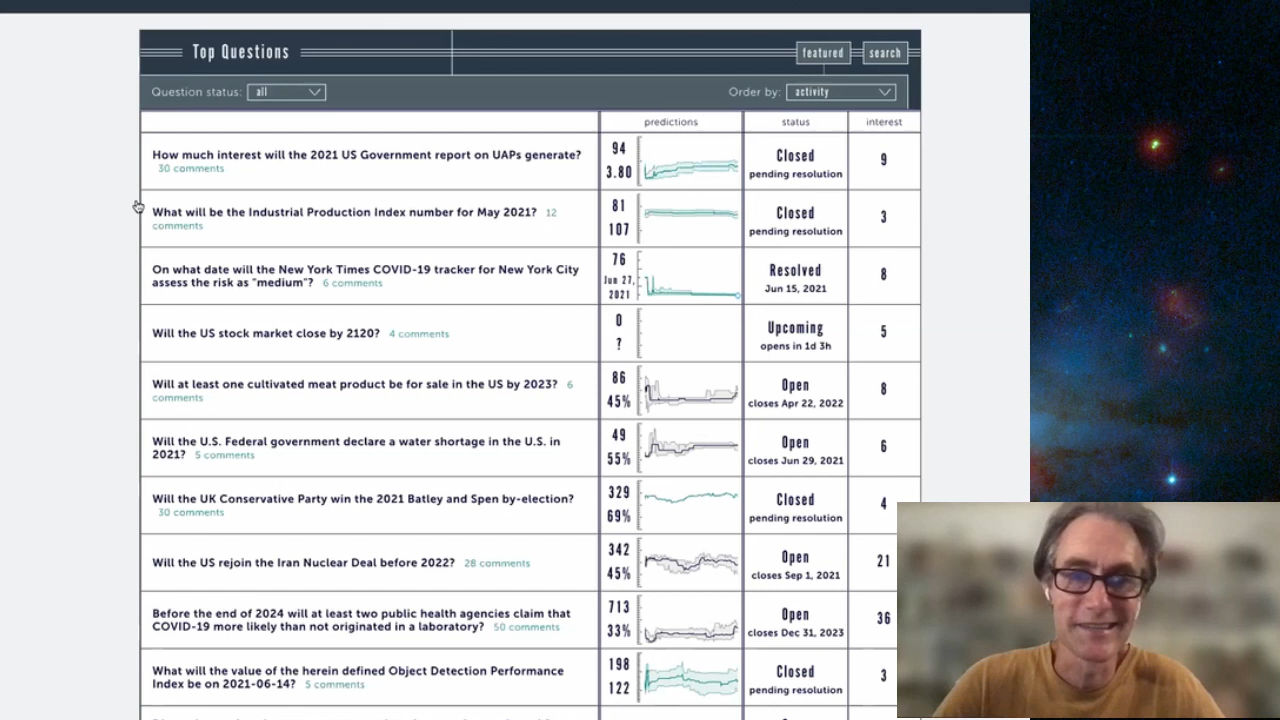 Top Questions
featured
search
Question status:
all
Order by:
activity
predictions
status
interest
How much interest will the 2021 US Government report on UAPs generate?
30 comments
94
3.80
Closed
pending resolution
9
What will be the Industrial Production Index number for May 2021? 12
comments
81
107
Closed
pending resolution
3
On what date will the New York Times COVID-19 tracker for New York City
assess the risk as "medium"? 6 comments
76
Jun 27,
2021
Resolved
Jun 15, 2021
8
Will the US stock market close by 2120? 4 comments
0
?
Upcoming
opens in 1d 3h
5
Will at least one cultivated meat product be for sale in the US by 2023? 6
comments
86
45%
Open
closes Apr 22, 2022
8
Will the U.S. Federal government declare a water shortage in the U.S. in
2021? 5 comments
49
55%
Open
closes Jun 29, 2021
6
Will the UK Conservative Party win the 2021 Batley and Spen by-election?
30 comments
329
69%
Closed
pending resolution
4
Will the US rejoin the Iran Nuclear Deal before 2022? 28 comments
342
45%
Open
closes Sep 1, 2021
21
Before the end of 2024 will at least two public health agencies claim that
COVID-19 more likely than not originated in a laboratory? 50 comments
713
33%
Open
closes Dec 31, 2023
36
What will the value of the herein defined Object Detection Performance
Index be on 2021-06-14? 5 comments
198
122
Closed
pending resolution
3